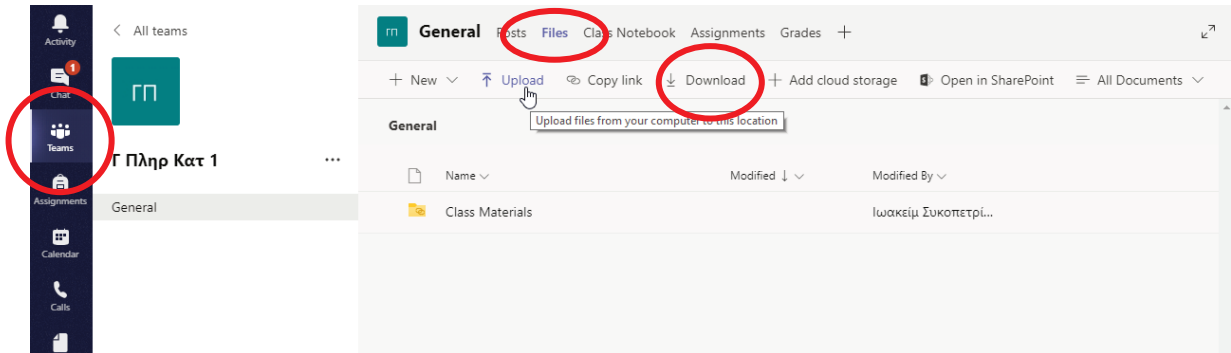 Activity
1
Chat
Teams
Assignments
Calendar
Calls
All teams
ГП
Γ Πληρ Κατ 1
...
General
ГП General Posts Files Class Notebook Assignments Grades +
+ New Upload Copy link Download + Add cloud storage Open in SharePoint All Documents
Upload files from your computer to this location
General
Name Modified ↓ Modified By
Class Materials Ιωακείμ Συκοπετρί...